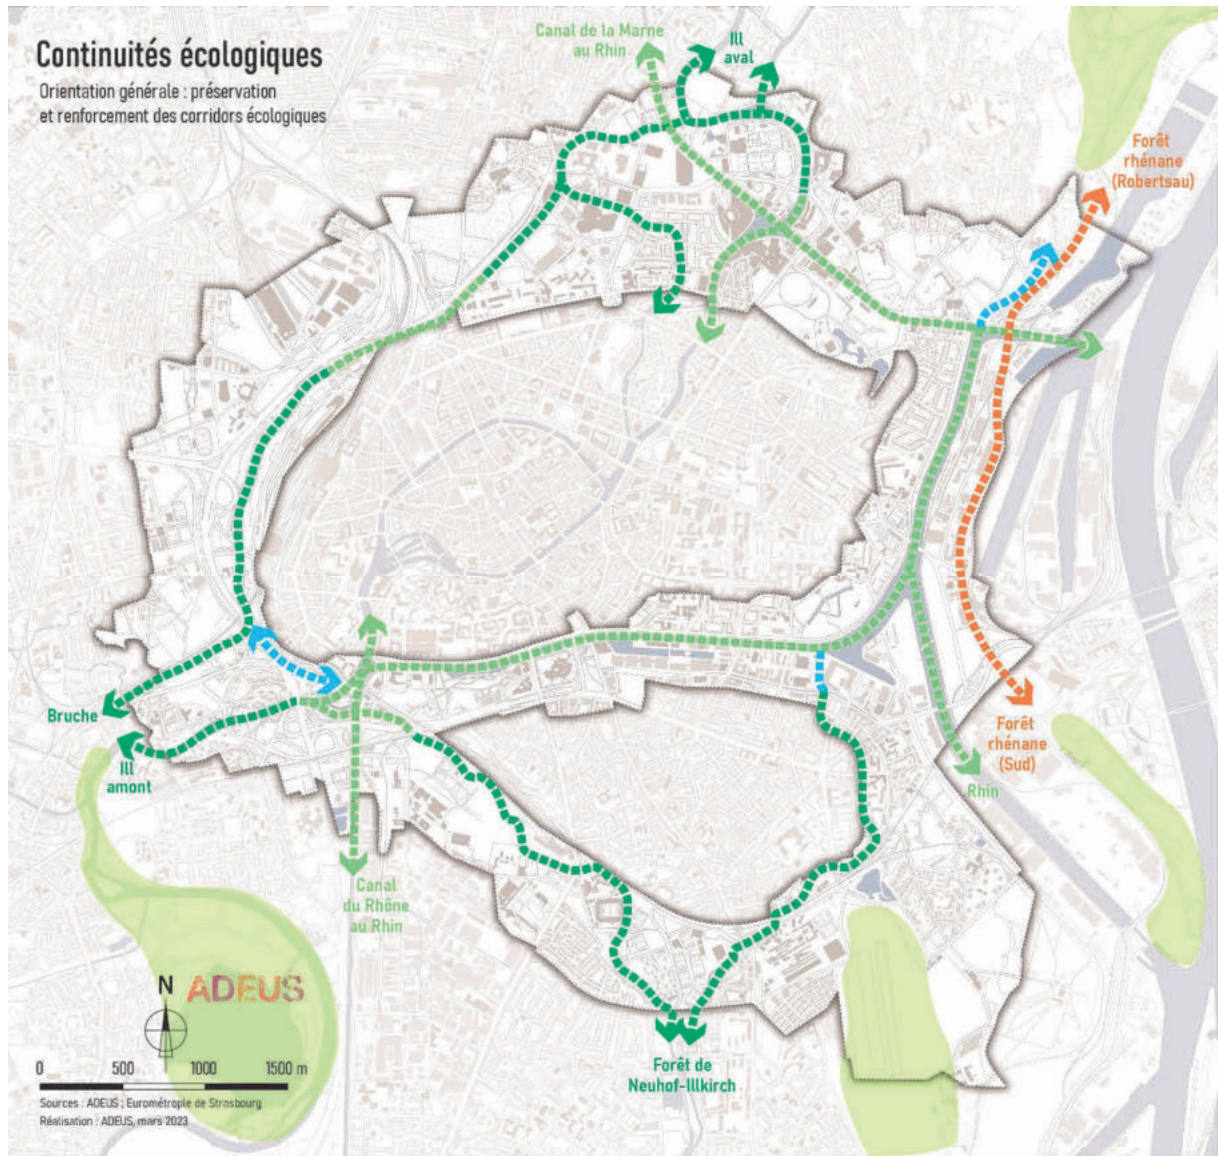 Continuités écologiques
Orientation générale : préservation
et renforcement des corridors écologiques
Canal de la Marne
au Rhin
Ill
aval
Forêt
rhénane
(Robertsau)
Bruche
Ill
amont
Canal
du Rhône
au Rhin
Forêt
rhénane
(Sud)
Rhin
Forêt de
Neuhof-Illkirch
N
ADEUS
0 500 1000 1500 m
Sources : ADEUS ; Eurométrople de Strasbourg
Réalisation : ADEUS, mars 2023